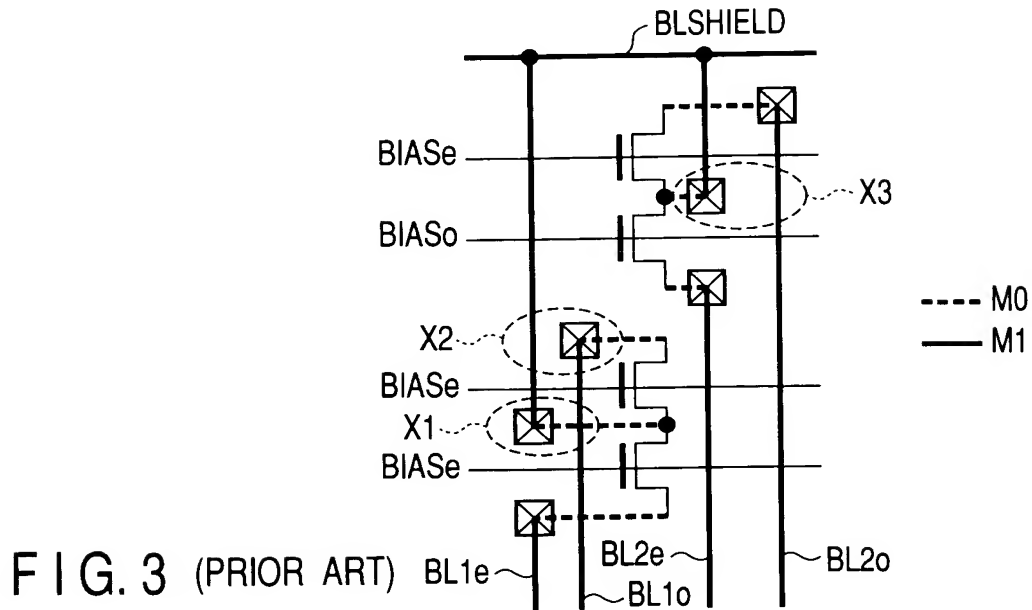 BLSHIELD
BIASe
X3
BIASo
M0
X2
M1
BIASe
X1
BIASe
FIG. 3 (PRIOR ART)
BL1e
BL1o
BL2e
BL2o